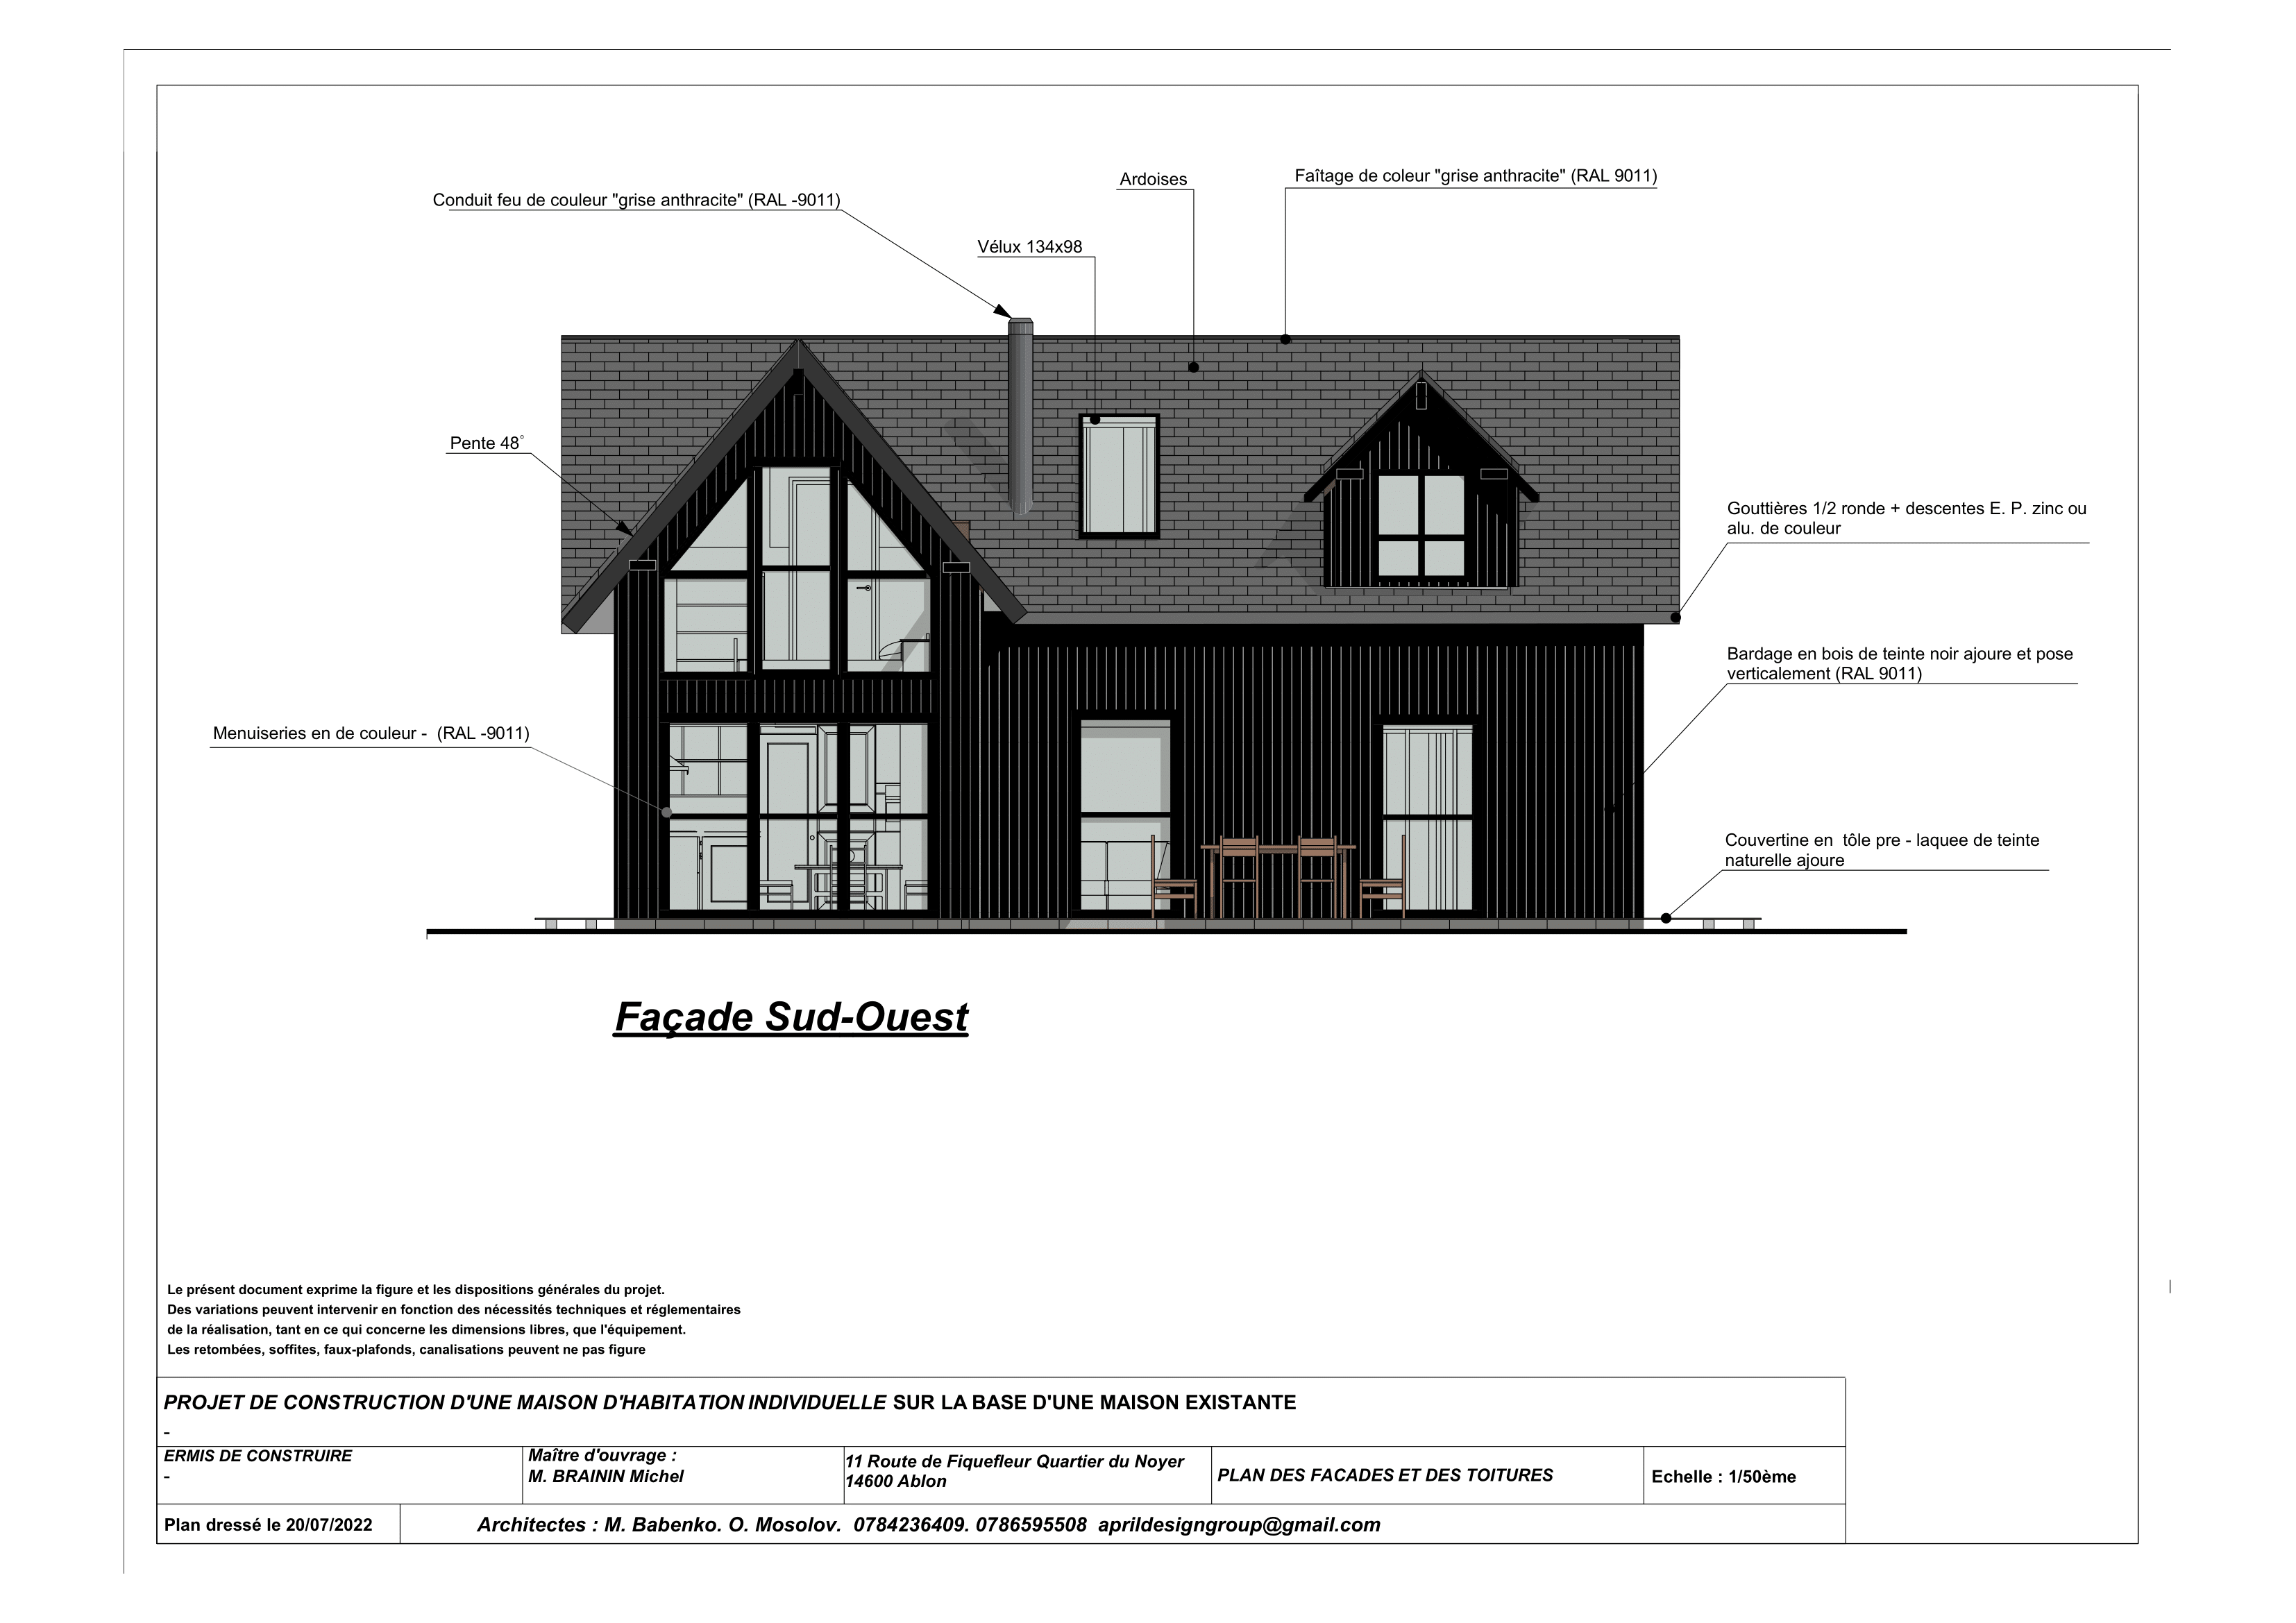 Faîtage de coleur "grise anthracite" (RAL 9011)
Ardoises
Conduit feu de couleur "grise anthracite" (RAL -9011)
Vélux 134x98
Pente 48°
Gouttières 1/2 ronde + descentes E. P. zinc ou
alu. de couleur
Bardage en bois de teinte noir ajoure et pose
verticalement (RAL 9011)
Menuiseries en de couleur - (RAL -9011)
Couvertine en tôle pre - laquee de teinte
naturelle ajoure
Façade Sud-Ouest
Le présent document exprime la figure et les dispositions générales du projet.
Des variations peuvent intervenir en fonction des nécessités techniques et réglementaires
de la réalisation, tant en ce qui concerne les dimensions libres, que l'équipement.
Les retombées, soffites, faux-plafonds, canalisations peuvent ne pas figure
PROJET DE CONSTRUCTION D'UNE MAISON D'HABITATION INDIVIDUELLE SUR LA BASE D'UNE MAISON EXISTANTE
-
ERMIS DE CONSTRUIRE
-
Maître d'ouvrage :
M. BRAININ Michel
11 Route de Fiquefleur Quartier du Noyer
14600 Ablon
PLAN DES FACADES ET DES TOITURES
Echelle : 1/50ème
Plan dressé le 20/07/2022
Architectes : M. Babenko. O. Mosolov. 0784236409. 0786595508 aprildesigngroup@gmail.com